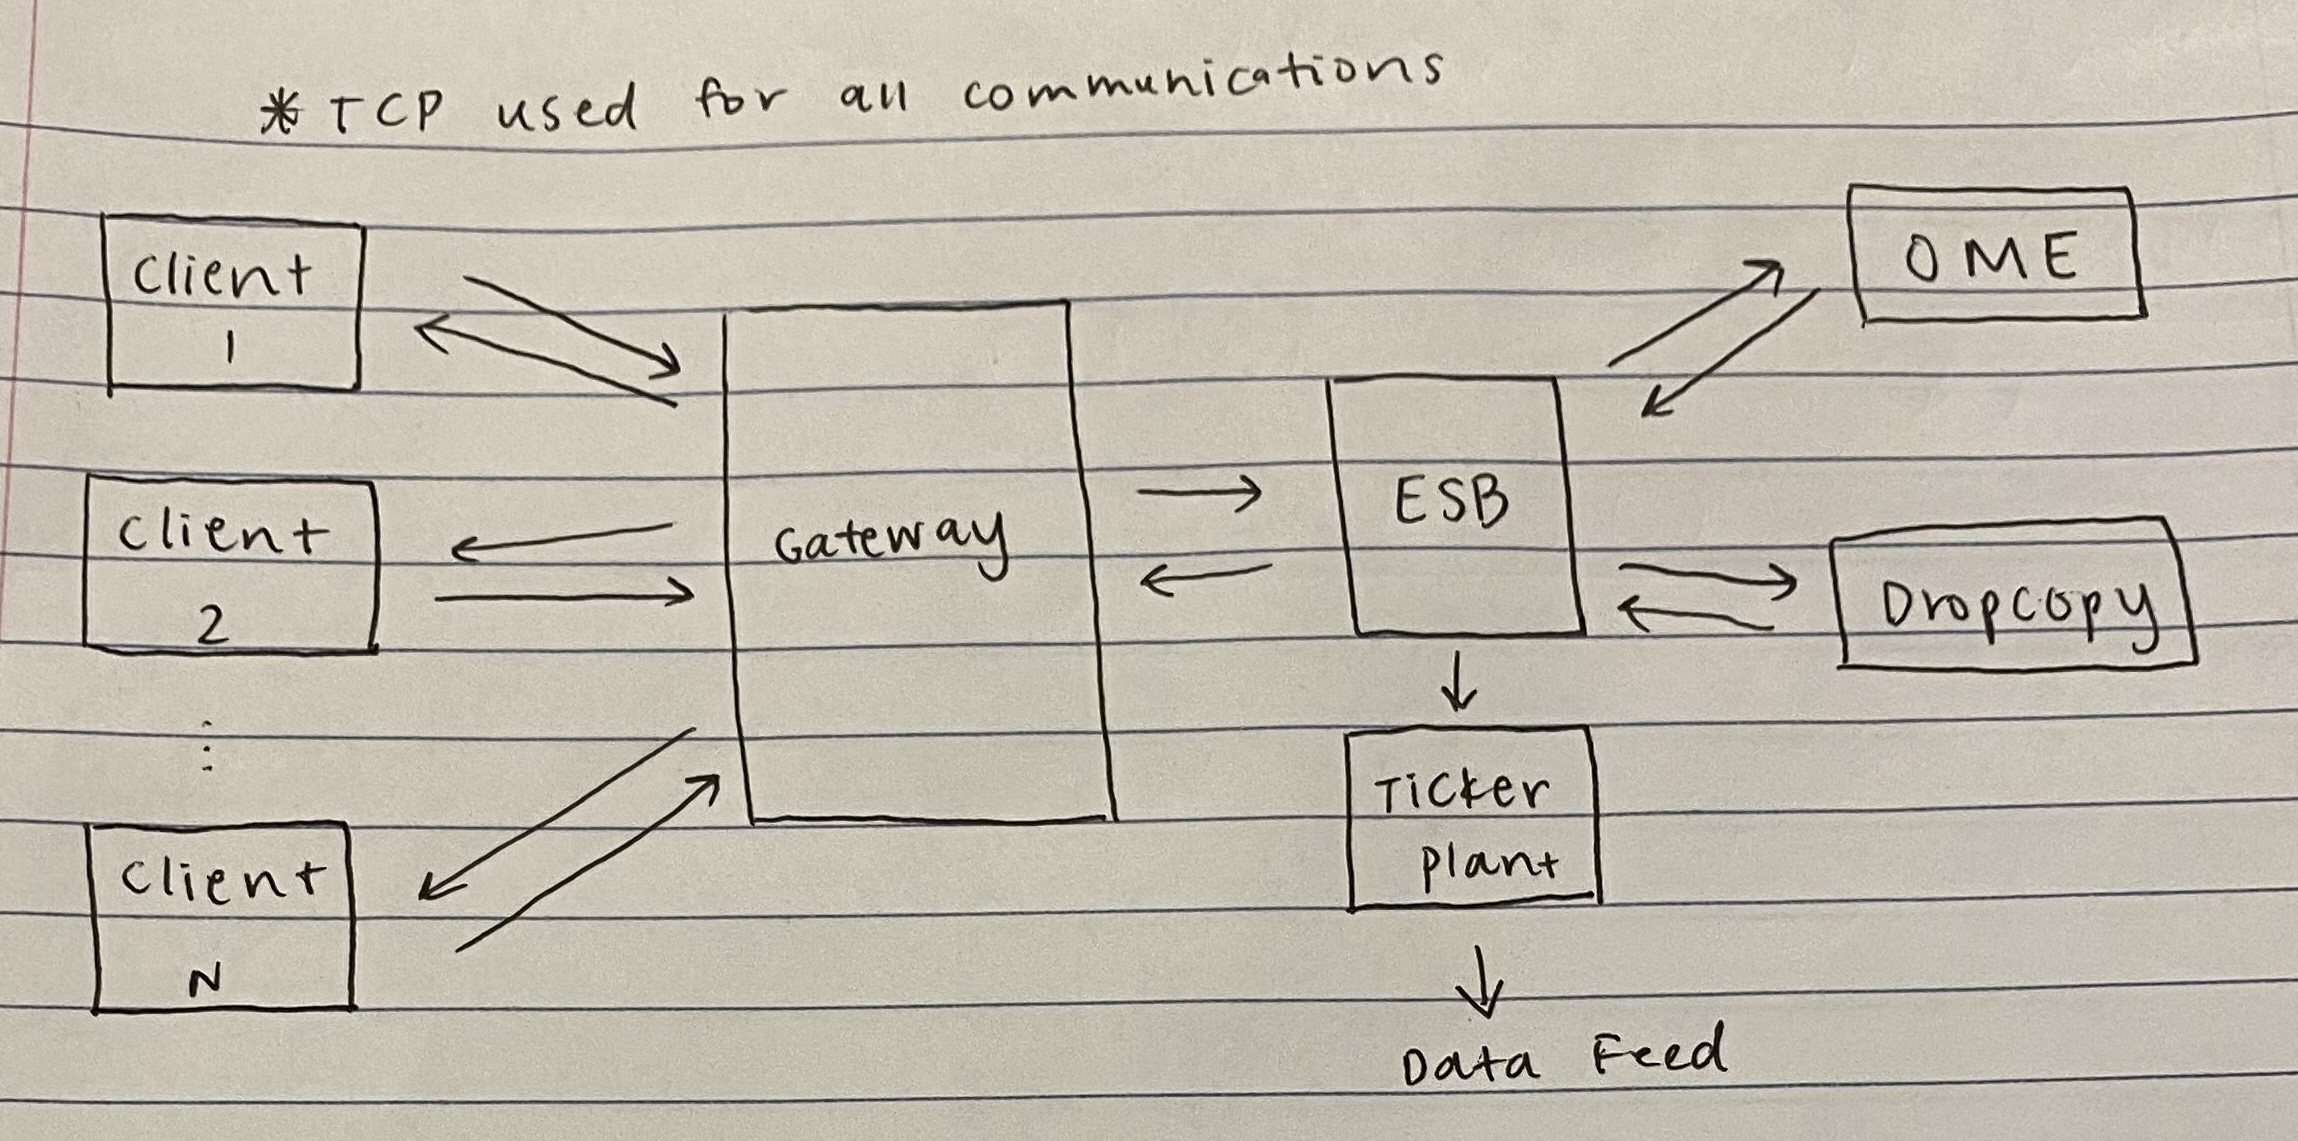 * TCP used for all communications
Client
1
OME
Client
2
Gateway
ESB
Dropcopy
⋮
Client
N
Ticker
plant
Data Feed